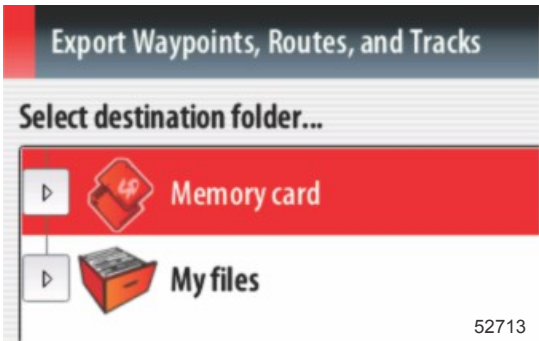 Export Waypoints, Routes, and Tracks
Select destination folder...
Memory card
My files
52713